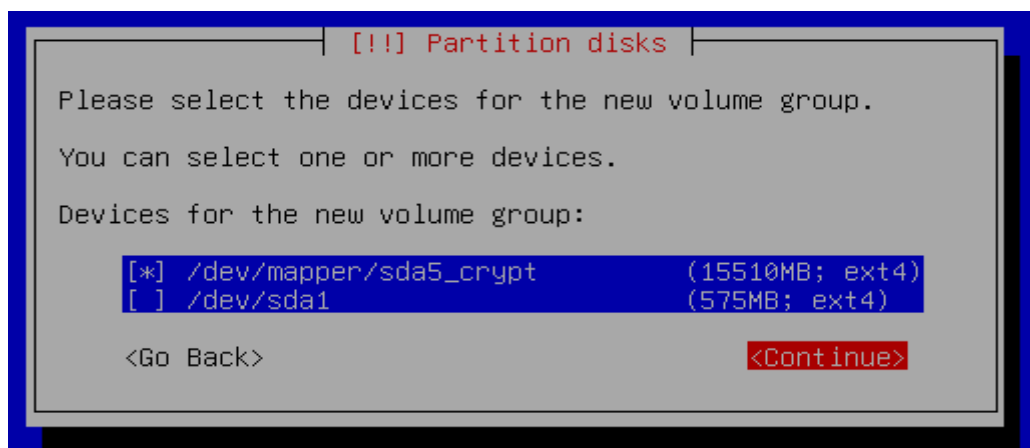 [!!] Partition disks
Please select the devices for the new volume group.
You can select one or more devices.
Devices for the new volume group:
[*] /dev/mapper/sda5_crypt (15510MB; ext4)
[ ] /dev/sda1 (575MB; ext4)
<Go Back> <Continue>